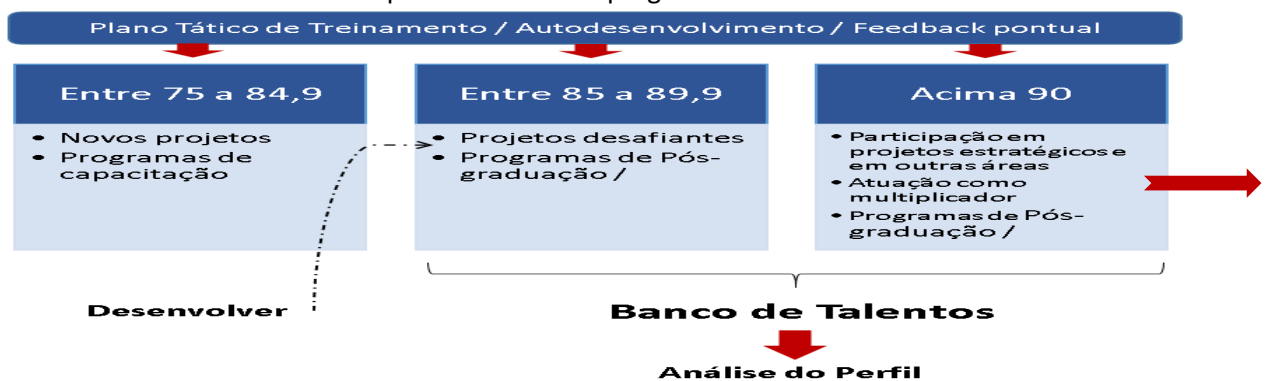 Plano Tático de Treinamento / Autodesenvolvimento / Feedback pontual
Entre 75 a 84,9
• Novos projetos
• Programas de
capacitação
Entre 85 a 89,9
• Projetos desafiantes
• Programas de Pós-
graduação /
Acima 90
• Participação em
projetos estratégicos e
em outras áreas
• Atuação como
multiplicador
• Programas de Pós-
graduação /
Desenvolver
Banco de Talentos
Análise do Perfil